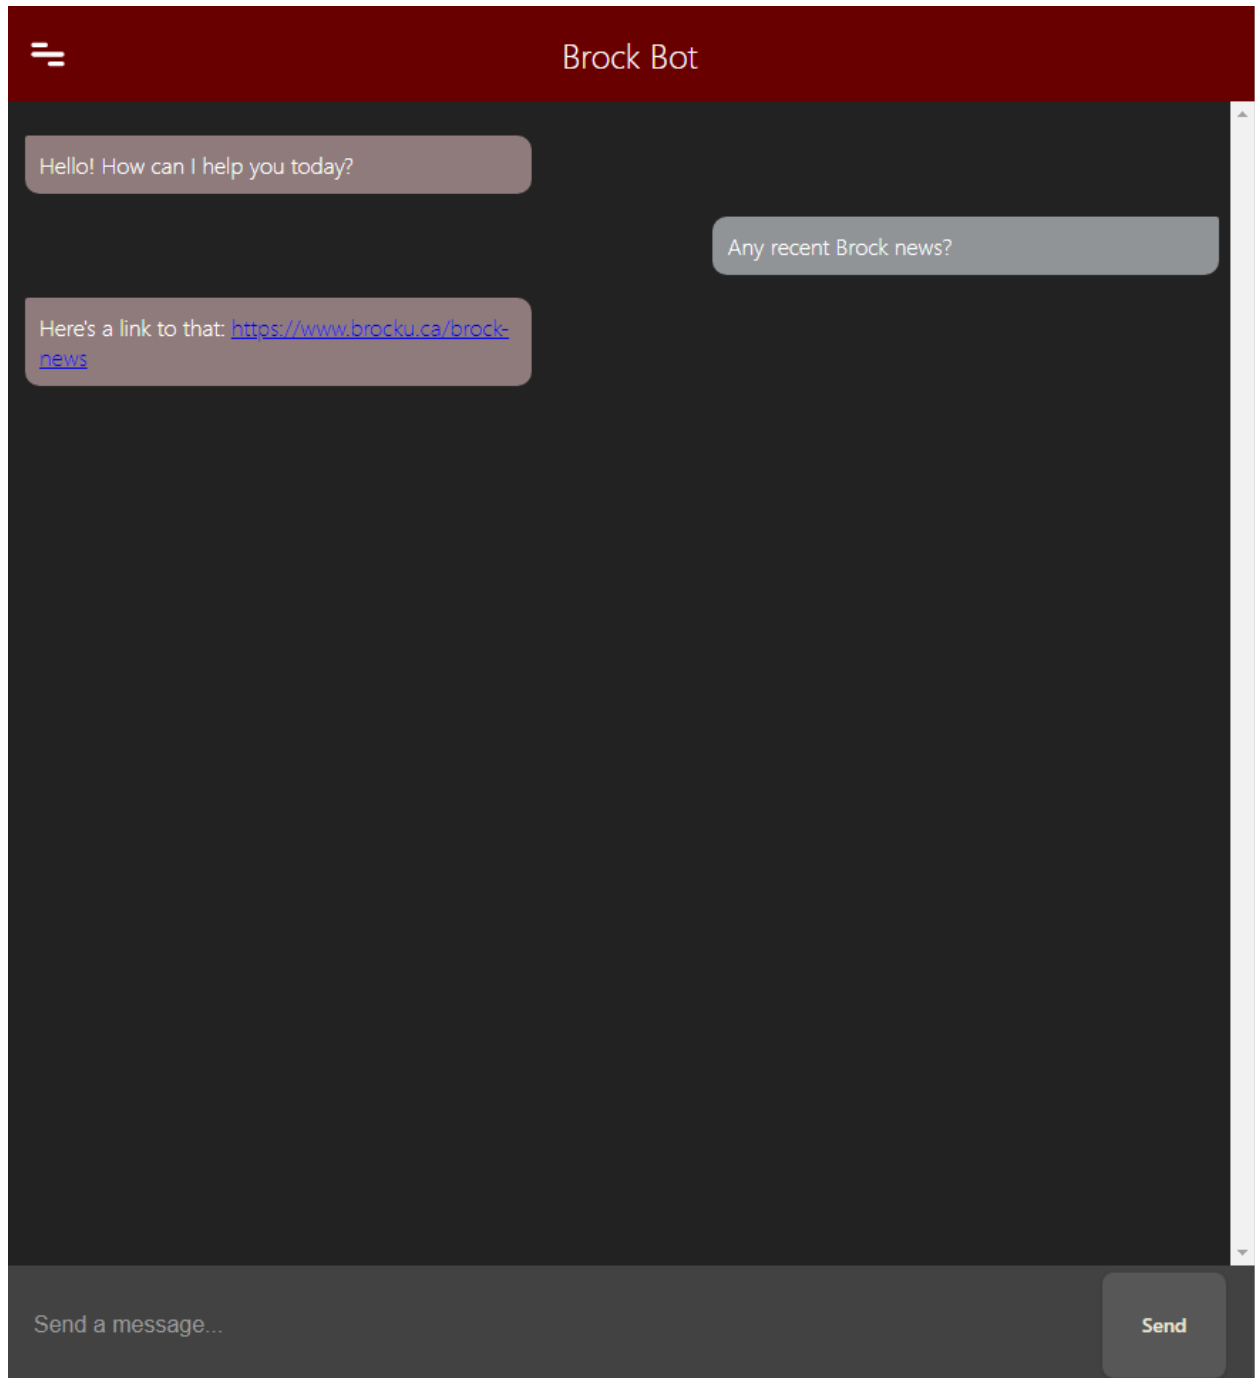 Brock Bot
Hello! How can I help you today?
Any recent Brock news?
Here's a link to that: https://www.brocku.ca/brock-
news
Send a message...
Send